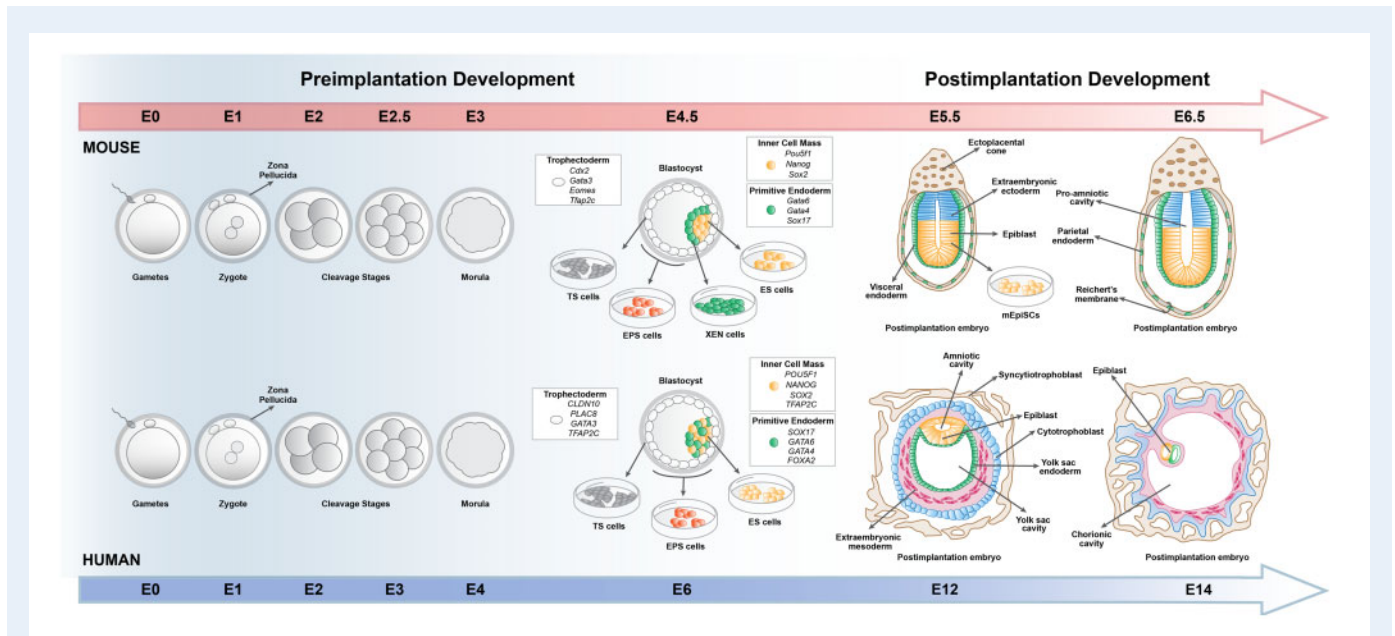 Preimplantation Development
Postimplantation Development
E0 E1 E2 E2.5 E3 E4.5 E5.5 E6.5
MOUSE
Zona
Pellucida
Gametes
Zygote
Cleavage Stages
Morula
Trophectoderm
Cdx2
Gata3
Eomes
Tfap2c
Blastocyst
Inner Cell Mass
Pou5f1
Nanog
Sox2
Primitive Endoderm
Gata6
Gata4
Sox17
TS cells
EPS cells
XEN cells
ES cells
Ectoplacental
cone
Extraembryonic
ectoderm
Epiblast
Visceral
endoderm
mEpiSCs
Postimplantation embryo
Pro-amniotic
cavity
Parietal
endoderm
Reichert's
membrane
Postimplantation embryo
Zona
Pellucida
Gametes
Zygote
Cleavage Stages
Morula
Trophectoderm
CLDN10
PLAC8
GATA3
TFAP2C
Blastocyst
Inner Cell Mass
POU5F1
NANOG
SOX2
TFAP2C
Primitive Endoderm
SOX17
GATA6
GATA4
FOXA2
TS cells
EPS cells
ES cells
Amniotic
cavity
Syncytiotrophoblast
Epiblast
Cytotrophoblast
Yolk sac
endoderm
Yolk sac
cavity
Extraembryonic
mesoderm
Postimplantation embryo
Epiblast
Chorionic
cavity
Postimplantation embryo
HUMAN
E0 E1 E2 E3 E4 E6 E12 E14